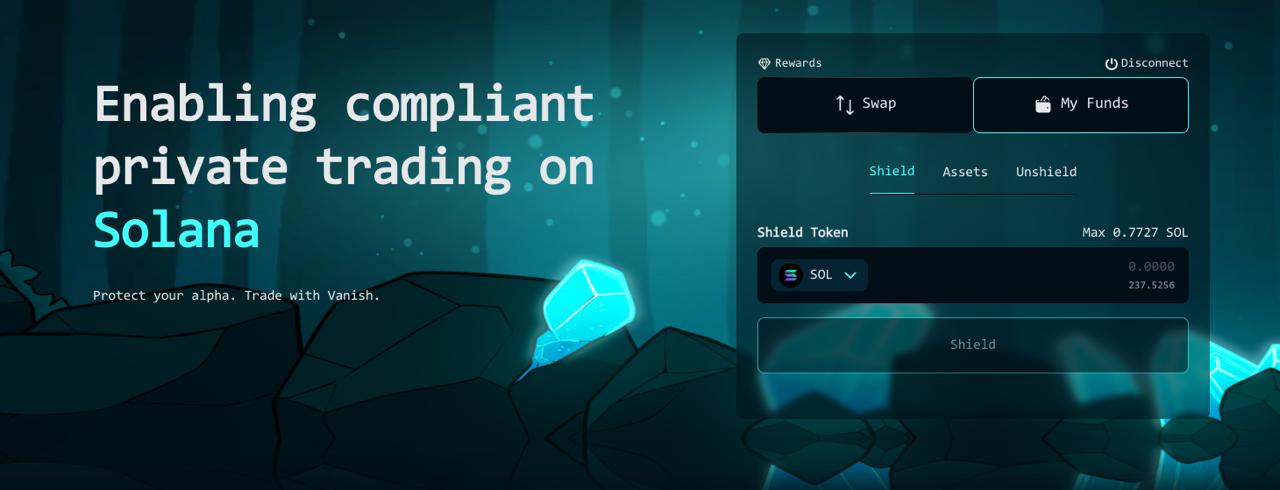 Enabling compliant
private trading on
Solana
Protect your alpha. Trade with Vanish.
Rewards
Disconnect
Swap
My Funds
Shield
Assets
Unshield
Shield Token
Max 0.7727 SOL
SOL
0.0000
237.5256
Shield